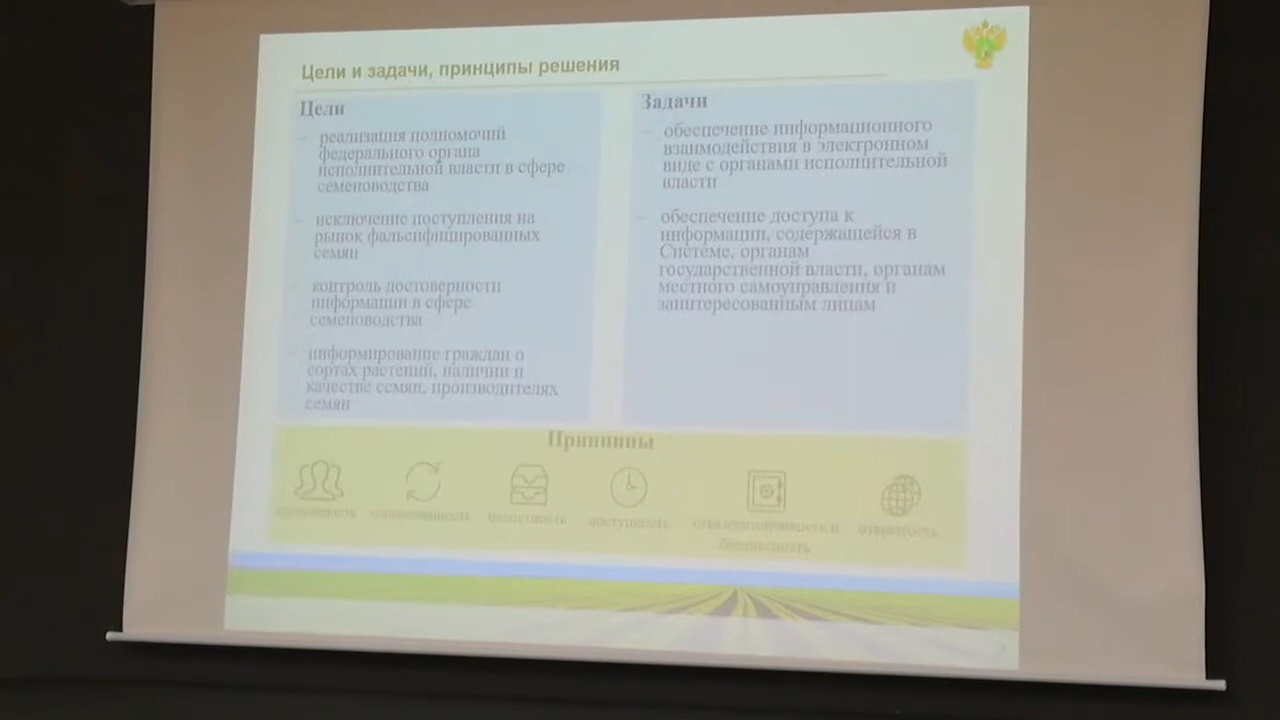 Цели и задачи, принципы решения
Цели
– реализация полномочий
федерального органа
исполнительной власти в сфере
семеноводства
– исключение поступления на
рынок фальсифицированных
семян
– контроль достоверности
информации в сфере
семеноводства
– информирование граждан о
сортах растений, наличии и
качестве семян, производителях
семян
Задачи
– обеспечение информационного
взаимодействия в электронном
виде с органами исполнительной
власти
– обеспечение доступа к
информации, содержащейся в
Системе, органам
государственной власти, органам
местного самоуправления и
заинтересованным лицам
Принципы
целостность
доступность
отказоустойчивость и
безопасность
открытость